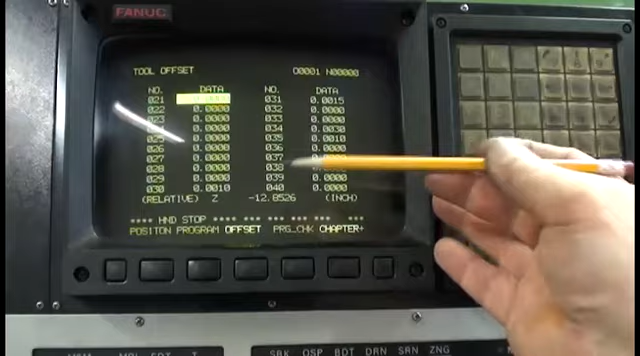 FANUC
TOOL OFFSET O0001 N00000
NO. DATA NO. DATA
021 031 0.0015
022 0.0000 032 0.0000
023 0.0000 033 0.0000
024 0.0000 034 0.0030
025 0.0000 035 0.0010
026 0.0000 036 0.0000
027 0.0000 037
028 0.0000 038
029 0.0000 039 0.0000
030 0.0010 040 0.0000
(RELATIVE) Z -12.8526 (INCH)
**** HND STOP **** *** *** *** ***
POSITON PROGRAM OFFSET PRG_CHK CHAPTER+
SBK OSP BDT DRN SRN ZNG